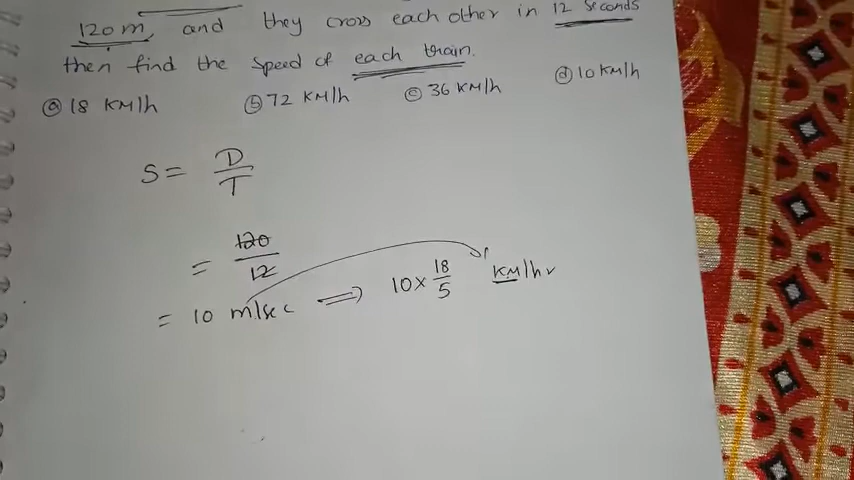 120m, and they cross each other in 12 seconds
then find the speed of each train.
ⓐ 18 KM/h ⓑ 72 KM/h ⓒ 36 KM/h ⓓ 10 KM/h
S = D/T
= 120/12
= 10 m/sec ⟹ 10 × 18/5 KM/hr